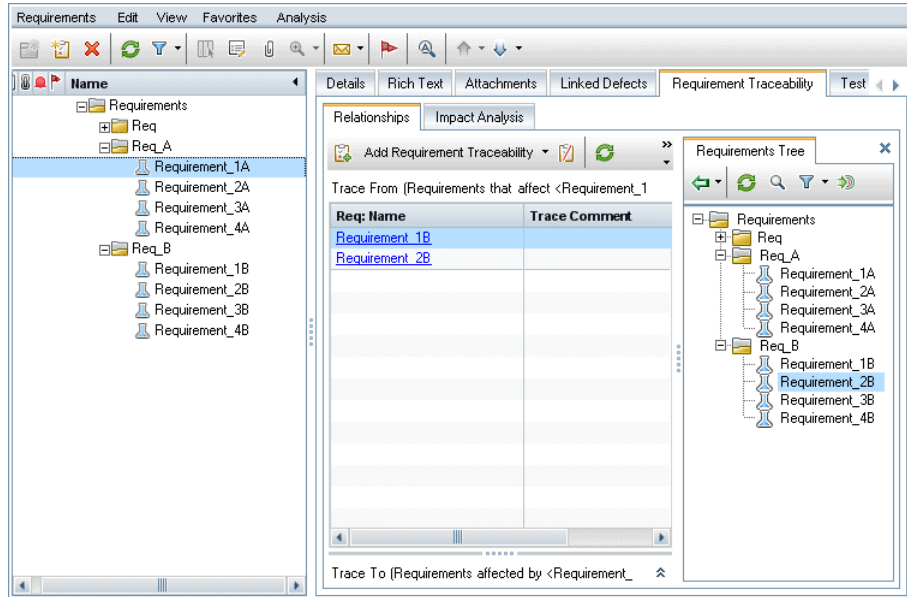 Requirements Edit View Favorites Analysis
Name
Requirements
Req
Req_A
Requirement_1A
Requirement_2A
Requirement_3A
Requirement_4A
Req_B
Requirement_1B
Requirement_2B
Requirement_3B
Requirement_4B
Details Rich Text Attachments Linked Defects Requirement Traceability Test
Relationships Impact Analysis
Add Requirement Traceability
Trace From (Requirements that affect <Requirement_1
Req: Name Trace Comment
Requirement_1B
Requirement_2B
Trace To (Requirements affected by <Requirement_
Requirements Tree
Requirements
Req
Req_A
Requirement_1A
Requirement_2A
Requirement_3A
Requirement_4A
Req_B
Requirement_1B
Requirement_2B
Requirement_3B
Requirement_4B